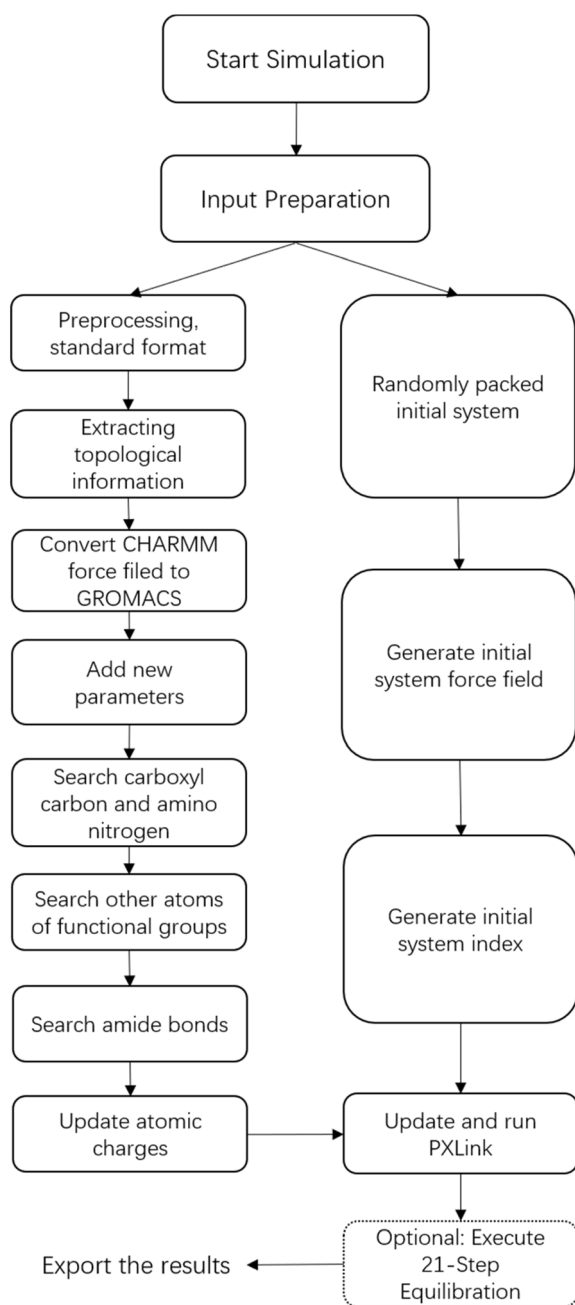 Start Simulation
Input Preparation
Preprocessing,
standard format
Extracting
topological
information
Convert CHARMM
force filed to
GROMACS
Add new
parameters
Search carboxyl
carbon and amino
nitrogen
Search other atoms
of functional groups
Search amide bonds
Update atomic
charges
Randomly packed
initial system
Generate initial
system force field
Generate initial
system index
Update and run
PXLink
Optional: Execute
21-Step
Equilibration
Export the results